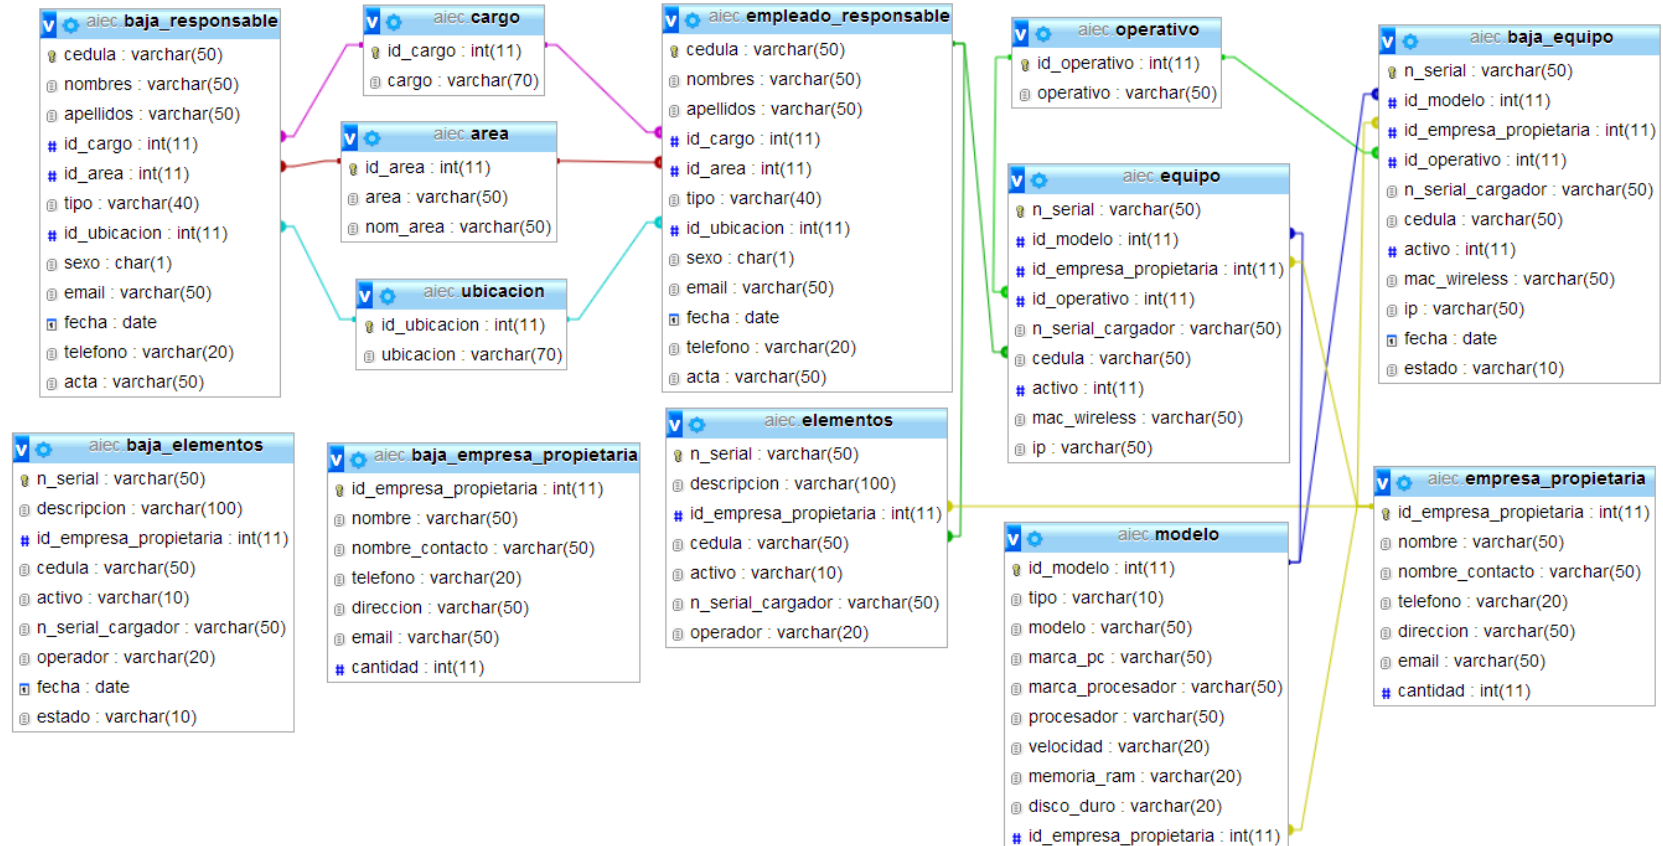 aiec.baja_responsable
cedula : varchar(50)
nombres : varchar(50)
apellidos : varchar(50)
id_cargo : int(11)
id_area : int(11)
tipo : varchar(40)
id_ubicacion : int(11)
sexo : char(1)
email : varchar(50)
fecha : date
telefono : varchar(20)
acta : varchar(50)
aiec.cargo
id_cargo : int(11)
cargo : varchar(70)
aiec.area
id_area : int(11)
area : varchar(50)
nom_area : varchar(50)
aiec.ubicacion
id_ubicacion : int(11)
ubicacion : varchar(70)
aiec.empleado_responsable
cedula : varchar(50)
nombres : varchar(50)
apellidos : varchar(50)
id_cargo : int(11)
id_area : int(11)
tipo : varchar(40)
id_ubicacion : int(11)
sexo : char(1)
email : varchar(50)
fecha : date
telefono : varchar(20)
acta : varchar(50)
aiec.operativo
id_operativo : int(11)
operativo : varchar(50)
aiec.equipo
n_serial : varchar(50)
id_modelo : int(11)
id_empresa_propietaria : int(11)
id_operativo : int(11)
n_serial_cargador : varchar(50)
cedula : varchar(50)
activo : int(11)
mac_wireless : varchar(50)
ip : varchar(50)
aiec.baja_equipo
n_serial : varchar(50)
id_modelo : int(11)
id_empresa_propietaria : int(11)
id_operativo : int(11)
n_serial_cargador : varchar(50)
cedula : varchar(50)
activo : int(11)
mac_wireless : varchar(50)
ip : varchar(50)
fecha : date
estado : varchar(10)
aiec.baja_elementos
n_serial : varchar(50)
descripcion : varchar(100)
id_empresa_propietaria : int(11)
cedula : varchar(50)
activo : varchar(10)
n_serial_cargador : varchar(50)
operador : varchar(20)
fecha : date
estado : varchar(10)
aiec.baja_empresa_propietaria
id_empresa_propietaria : int(11)
nombre : varchar(50)
nombre_contacto : varchar(50)
telefono : varchar(20)
direccion : varchar(50)
email : varchar(50)
cantidad : int(11)
aiec.elementos
n_serial : varchar(50)
descripcion : varchar(100)
id_empresa_propietaria : int(11)
cedula : varchar(50)
activo : varchar(10)
n_serial_cargador : varchar(50)
operador : varchar(20)
aiec.modelo
id_modelo : int(11)
tipo : varchar(10)
modelo : varchar(50)
marca_pc : varchar(50)
marca_procesador : varchar(50)
procesador : varchar(50)
velocidad : varchar(20)
memoria_ram : varchar(20)
disco_duro : varchar(20)
id_empresa_propietaria : int(11)
aiec.empresa_propietaria
id_empresa_propietaria : int(11)
nombre : varchar(50)
nombre_contacto : varchar(50)
telefono : varchar(20)
direccion : varchar(50)
email : varchar(50)
cantidad : int(11)